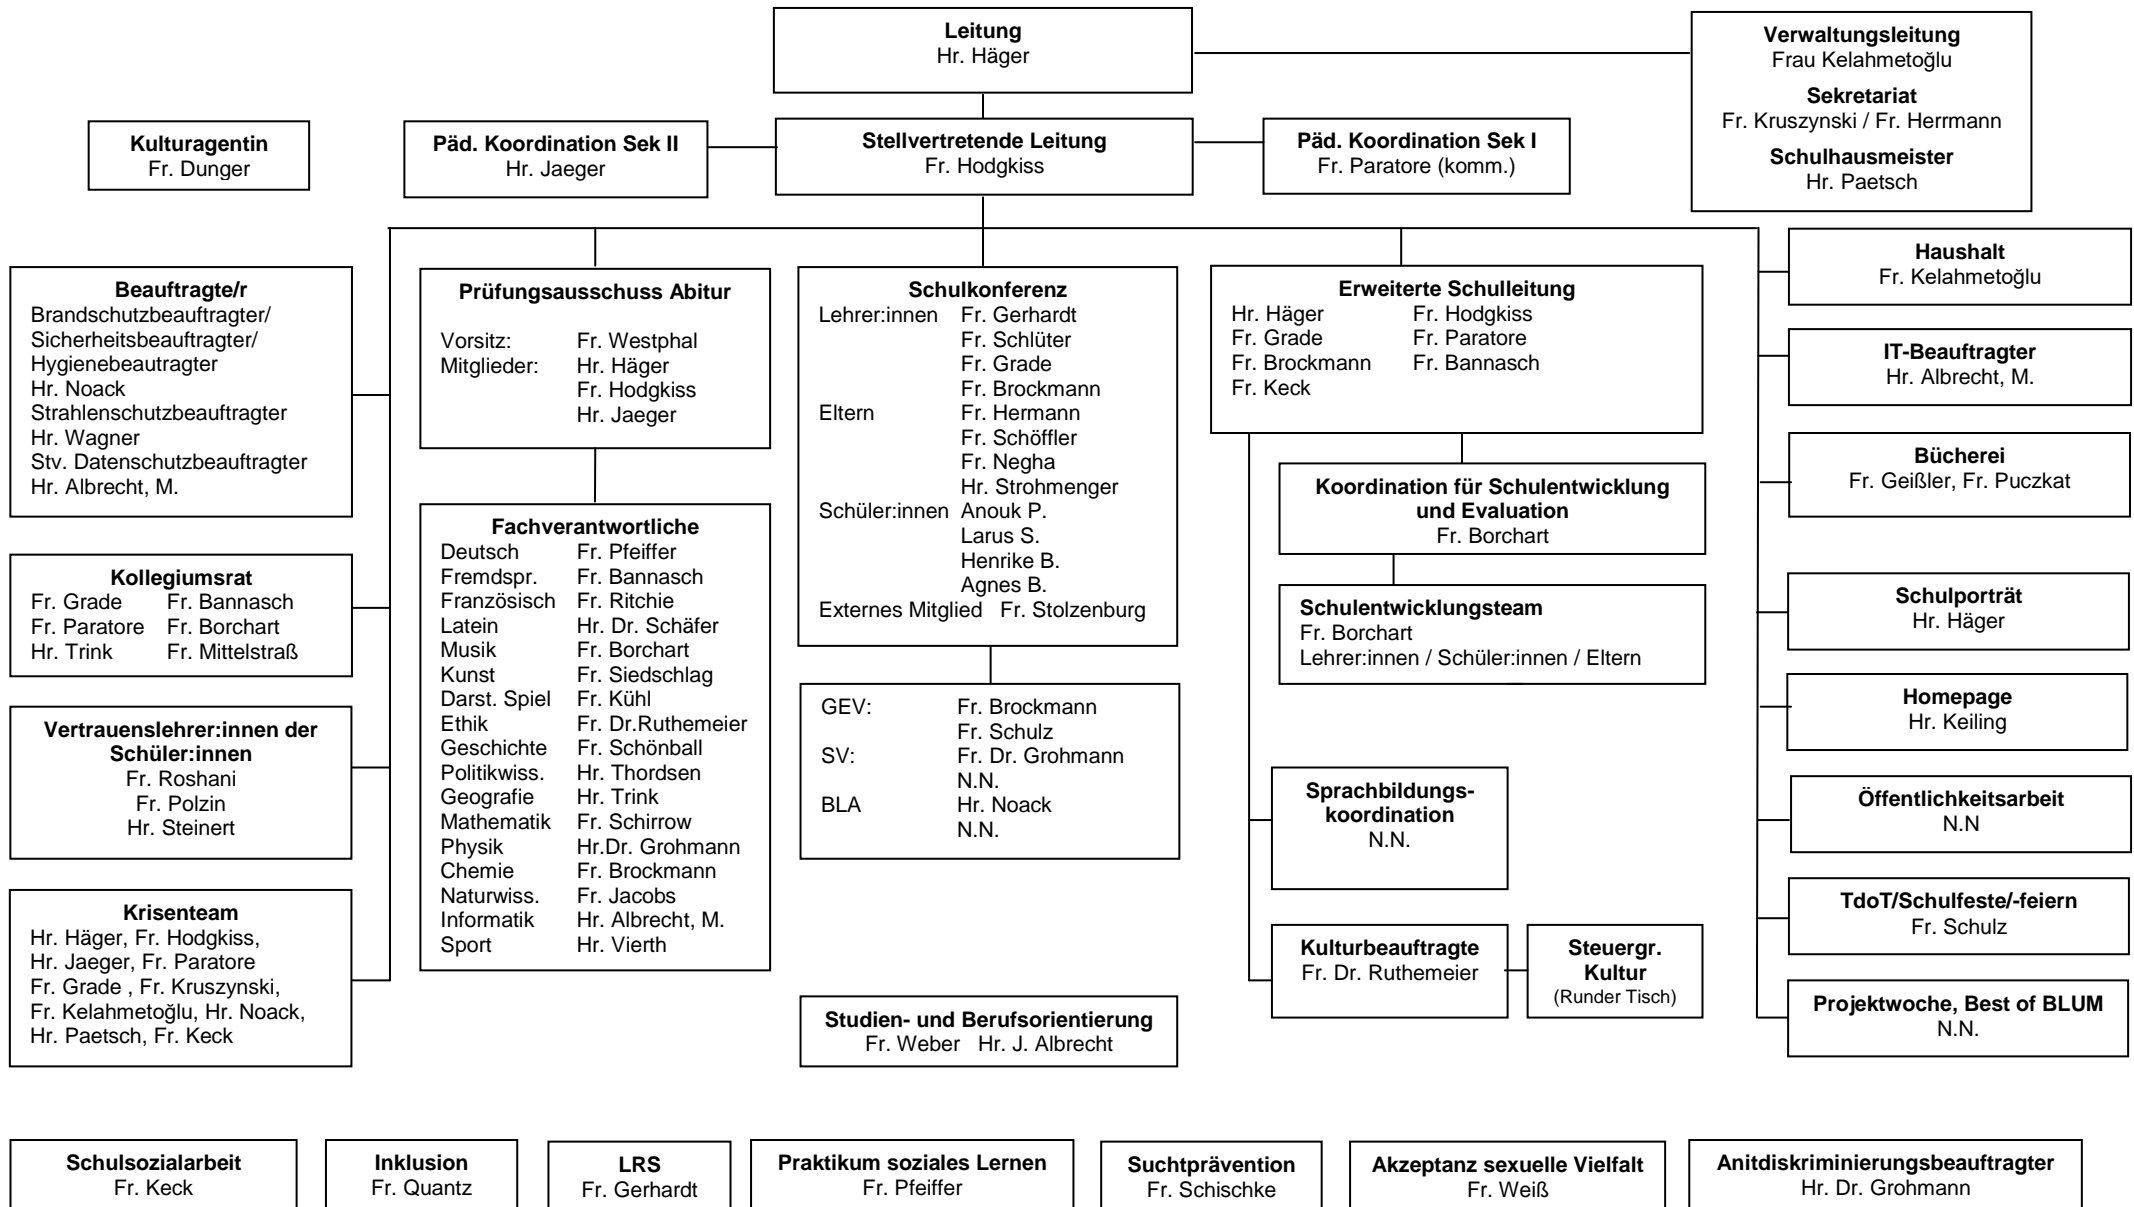 Leitung
Hr. Häger
Verwaltungsleitung
Frau Kelahmetoğlu
Sekretariat
Fr. Kruszynski / Fr. Herrmann
Schulhausmeister
Hr. Paetsch
Kulturagentin
Fr. Dunger
Päd. Koordination Sek II
Hr. Jaeger
Stellvertretende Leitung
Fr. Hodgkiss
Päd. Koordination Sek I
Fr. Paratore (komm.)
Beauftragte/r
Brandschutzbeauftragter/
Sicherheitsbeauftragter/
Hygienebeautragter
Hr. Noack
Strahlenschutzbeauftragter
Hr. Wagner
Stv. Datenschutzbeauftragter
Hr. Albrecht, M.
Kollegiumsrat
Fr. Grade Fr. Bannasch
Fr. Paratore Fr. Borchart
Hr. Trink Fr. Mittelstraß
Vertrauenslehrer:innen der
Schüler:innen
Fr. Roshani
Fr. Polzin
Hr. Steinert
Krisenteam
Hr. Häger, Fr. Hodgkiss,
Hr. Jaeger, Fr. Paratore
Fr. Grade , Fr. Kruszynski,
Fr. Kelahmetoğlu, Hr. Noack,
Hr. Paetsch, Fr. Keck
Prüfungsausschuss Abitur
Vorsitz: Fr. Westphal
Mitglieder: Hr. Häger
Fr. Hodgkiss
Hr. Jaeger
Fachverantwortliche
Deutsch Fr. Pfeiffer
Fremdspr. Fr. Bannasch
Französisch Fr. Ritchie
Latein Hr. Dr. Schäfer
Musik Fr. Borchart
Kunst Fr. Siedschlag
Darst. Spiel Fr. Kühl
Ethik Fr. Dr.Ruthemeier
Geschichte Fr. Schönball
Politikwiss. Hr. Thordsen
Geografie Hr. Trink
Mathematik Fr. Schirrow
Physik Hr.Dr. Grohmann
Chemie Fr. Brockmann
Naturwiss. Fr. Jacobs
Informatik Hr. Albrecht, M.
Sport Hr. Vierth
Schulkonferenz
Lehrer:innen Fr. Gerhardt
Fr. Schlüter
Fr. Grade
Fr. Brockmann
Eltern Fr. Hermann
Fr. Schöffler
Fr. Negha
Hr. Strohmenger
Schüler:innen Anouk P.
Larus S.
Henrike B.
Agnes B.
Externes Mitglied Fr. Stolzenburg
GEV: Fr. Brockmann
Fr. Schulz
SV: Fr. Dr. Grohmann
N.N.
BLA Hr. Noack
N.N.
Studien- und Berufsorientierung
Fr. Weber Hr. J. Albrecht
Erweiterte Schulleitung
Hr. Häger Fr. Hodgkiss
Fr. Grade Fr. Paratore
Fr. Brockmann Fr. Bannasch
Fr. Keck
Koordination für Schulentwicklung
und Evaluation
Fr. Borchart
Schulentwicklungsteam
Fr. Borchart
Lehrer:innen / Schüler:innen / Eltern
Sprachbildungs-
koordination
N.N.
Kulturbeauftragte
Fr. Dr. Ruthemeier
Steuergr.
Kultur
(Runder Tisch)
Haushalt
Fr. Kelahmetoğlu
IT-Beauftragter
Hr. Albrecht, M.
Bücherei
Fr. Geißler, Fr. Puczkat
Schulporträt
Hr. Häger
Homepage
Hr. Keiling
Öffentlichkeitsarbeit
N.N
TdoT/Schulfeste/-feiern
Fr. Schulz
Projektwoche, Best of BLUM
N.N.
Schulsozialarbeit
Fr. Keck
Inklusion
Fr. Quantz
LRS
Fr. Gerhardt
Praktikum soziales Lernen
Fr. Pfeiffer
Suchtprävention
Fr. Schischke
Akzeptanz sexuelle Vielfalt
Fr. Weiß
Anitdiskriminierungsbeauftragter
Hr. Dr. Grohmann